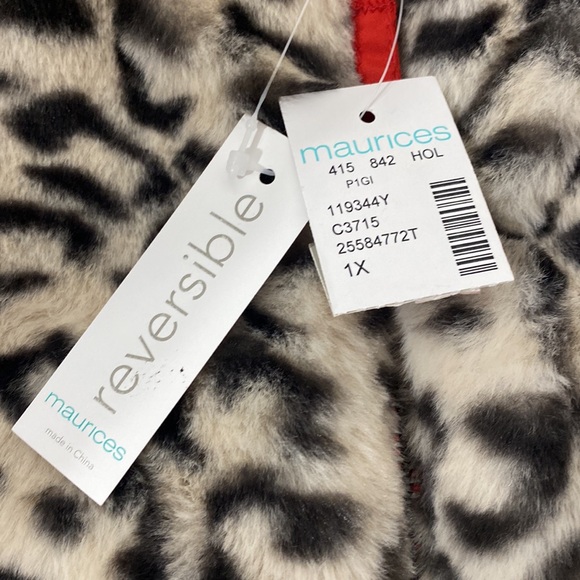 reversible
maurices
made in China
maurices
415 842 HOL
P1GI
119344Y
C3715
25584772T
1X